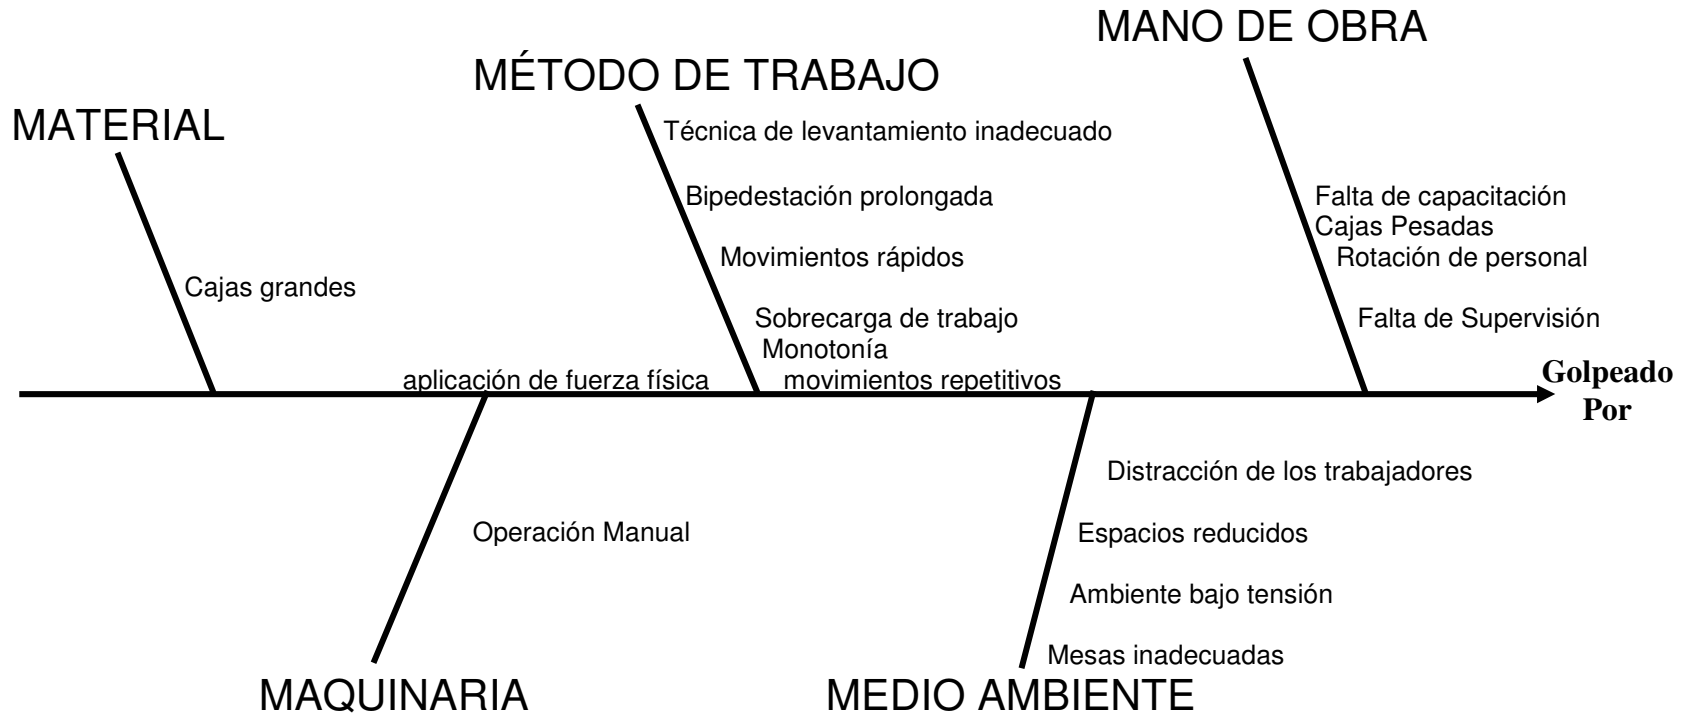 MANO DE OBRA
MÉTODO DE TRABAJO
MATERIAL
Técnica de levantamiento inadecuado
Bipedestación prolongada
Movimientos rápidos
Sobrecarga de trabajo
Monotonía
movimientos repetitivos
Falta de capacitación
Cajas Pesadas
Rotación de personal
Falta de Supervisión
Cajas grandes
aplicación de fuerza física
Golpeado
Por
Operación Manual
Distracción de los trabajadores
Espacios reducidos
Ambiente bajo tensión
Mesas inadecuadas
MAQUINARIA
MEDIO AMBIENTE